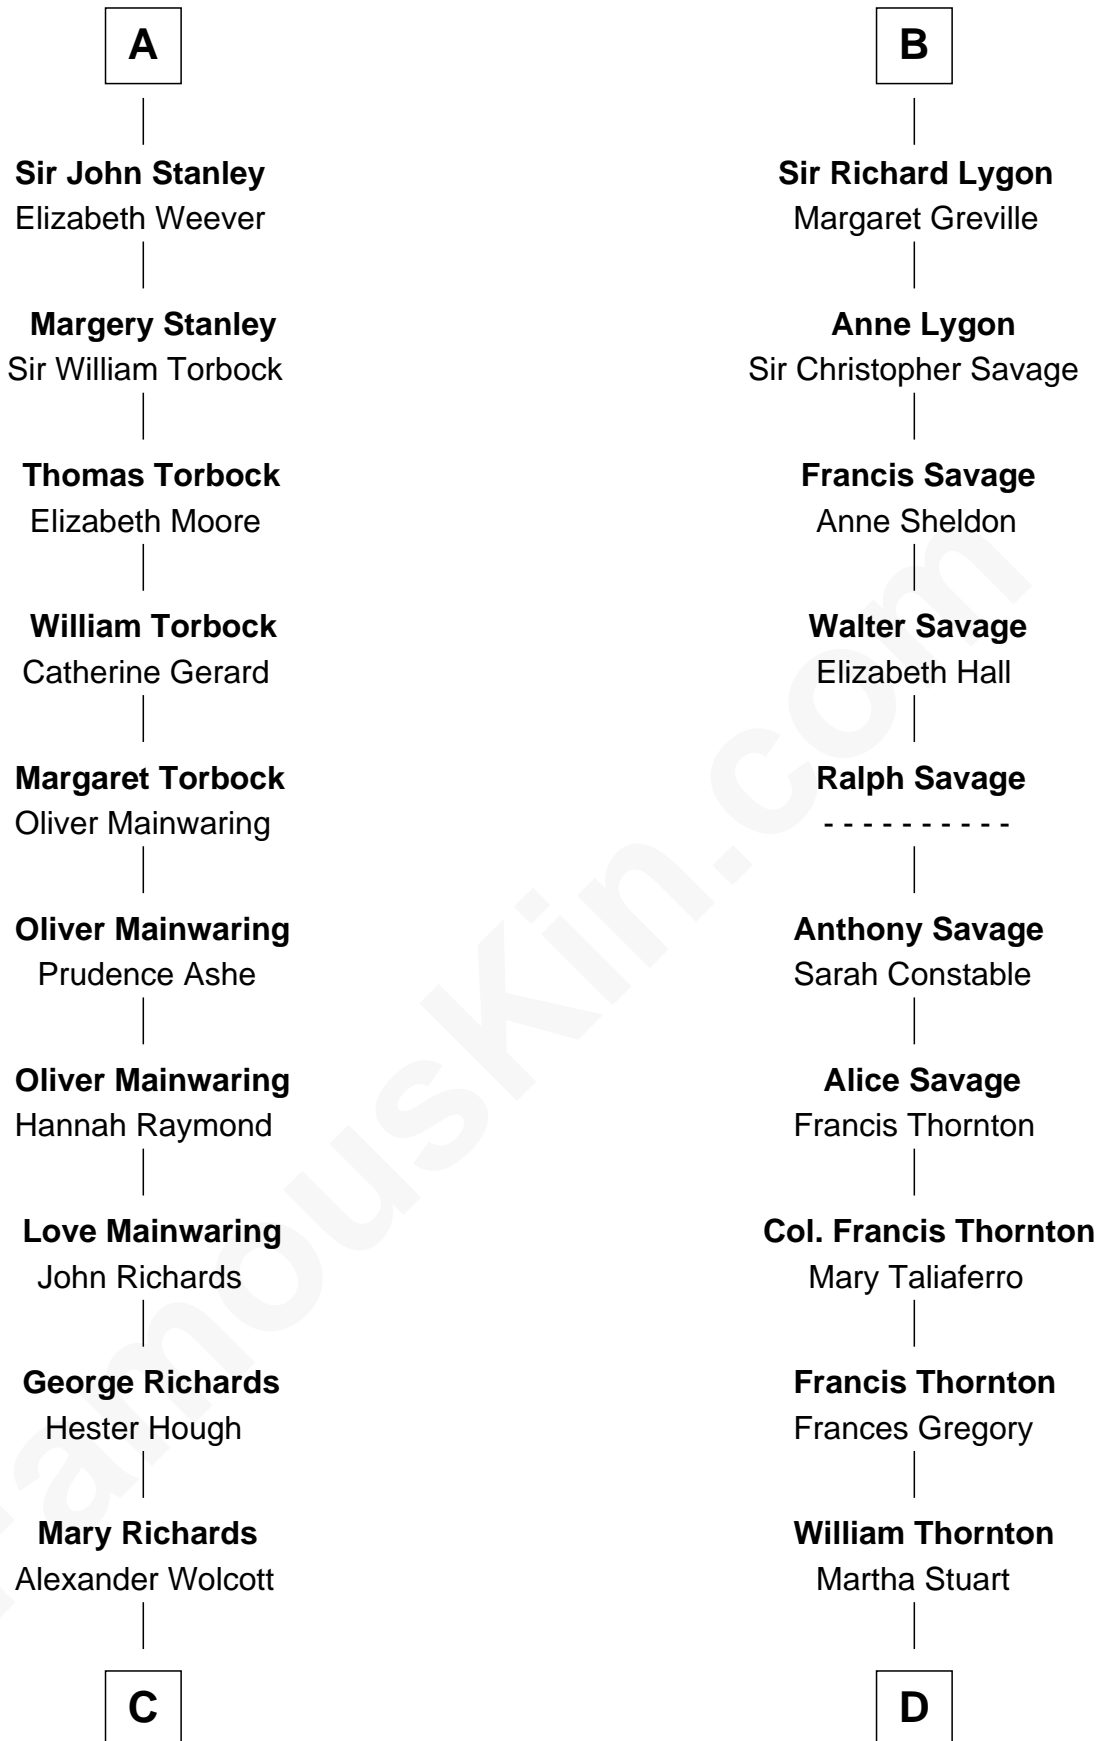 A
Sir John Stanley
Elizabeth Weever
Margery Stanley
Sir William Torbock
Thomas Torbock
Elizabeth Moore
William Torbock
Catherine Gerard
Margaret Torbock
Oliver Mainwaring
Oliver Mainwaring
Prudence Ashe
Oliver Mainwaring
Hannah Raymond
Love Mainwaring
John Richards
George Richards
Hester Hough
Mary Richards
Alexander Wolcott
C
B
Sir Richard Lygon
Margaret Greville
Anne Lygon
Sir Christopher Savage
Francis Savage
Anne Sheldon
Walter Savage
Elizabeth Hall
Ralph Savage
- - - - - - - - - -
Anthony Savage
Sarah Constable
Alice Savage
Francis Thornton
Col. Francis Thornton
Mary Taliaferro
Francis Thornton
Frances Gregory
William Thornton
Martha Stuart
D
FamousKin.com